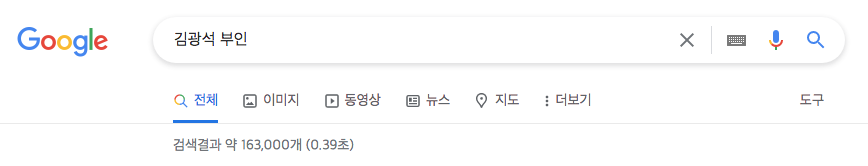 Google 김광석 부인
전체 이미지 동영상 뉴스 지도 더보기 도구
검색결과 약 163,000개 (0.39초)